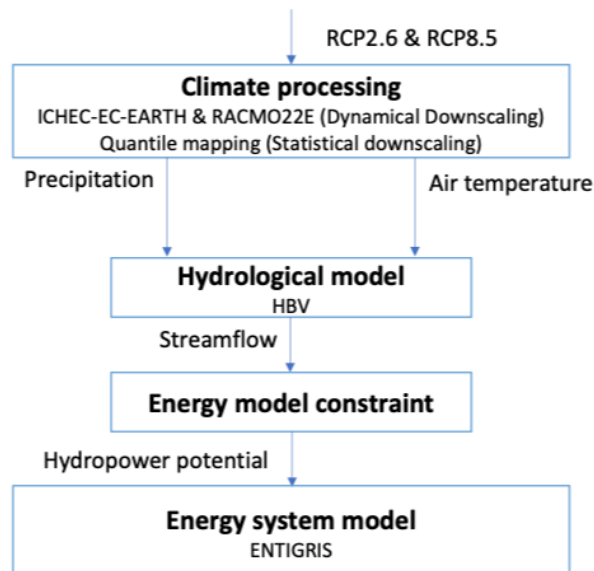 RCP2.6 & RCP8.5
Climate processing
ICHEC-EC-EARTH & RACMO22E (Dynamical Downscaling)
Quantile mapping (Statistical downscaling)
Precipitation
Air temperature
Hydrological model
HBV
Streamflow
Energy model constraint
Hydropower potential
Energy system model
ENTIGRIS